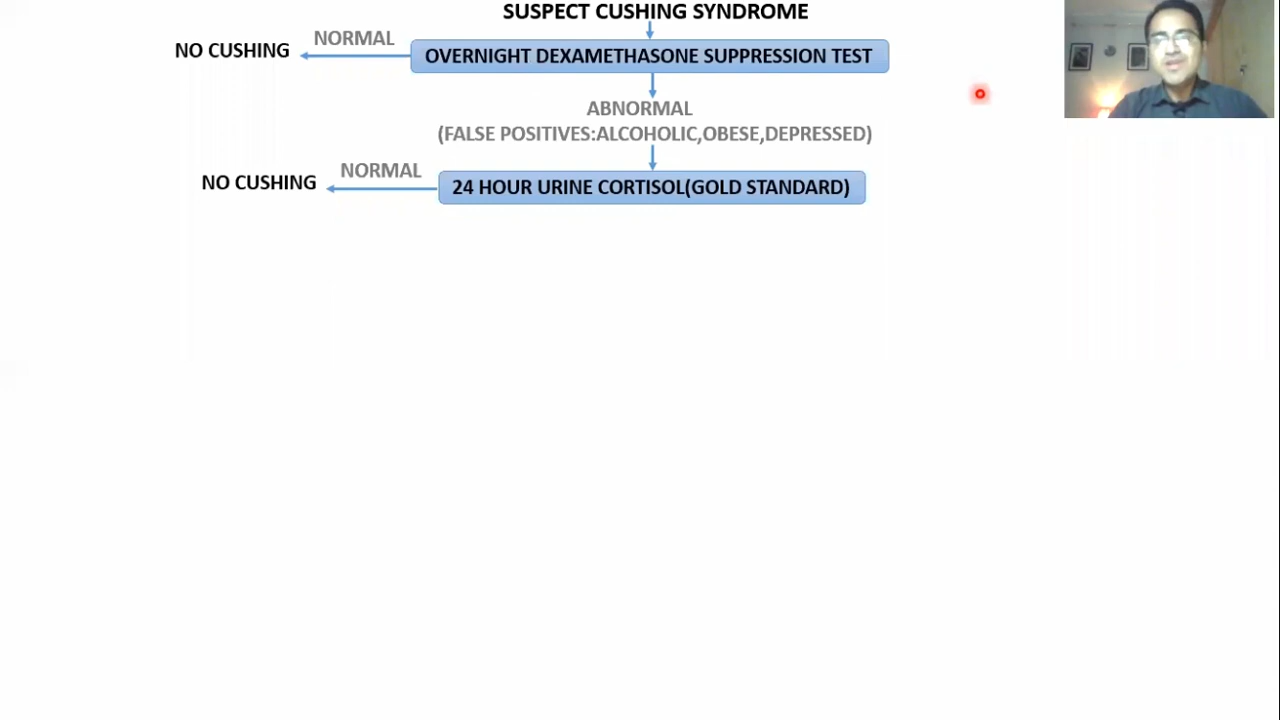 SUSPECT CUSHING SYNDROME
NO CUSHING
NORMAL
OVERNIGHT DEXAMETHASONE SUPPRESSION TEST
ABNORMAL
(FALSE POSITIVES:ALCOHOLIC,OBESE,DEPRESSED)
NO CUSHING
NORMAL
24 HOUR URINE CORTISOL(GOLD STANDARD)